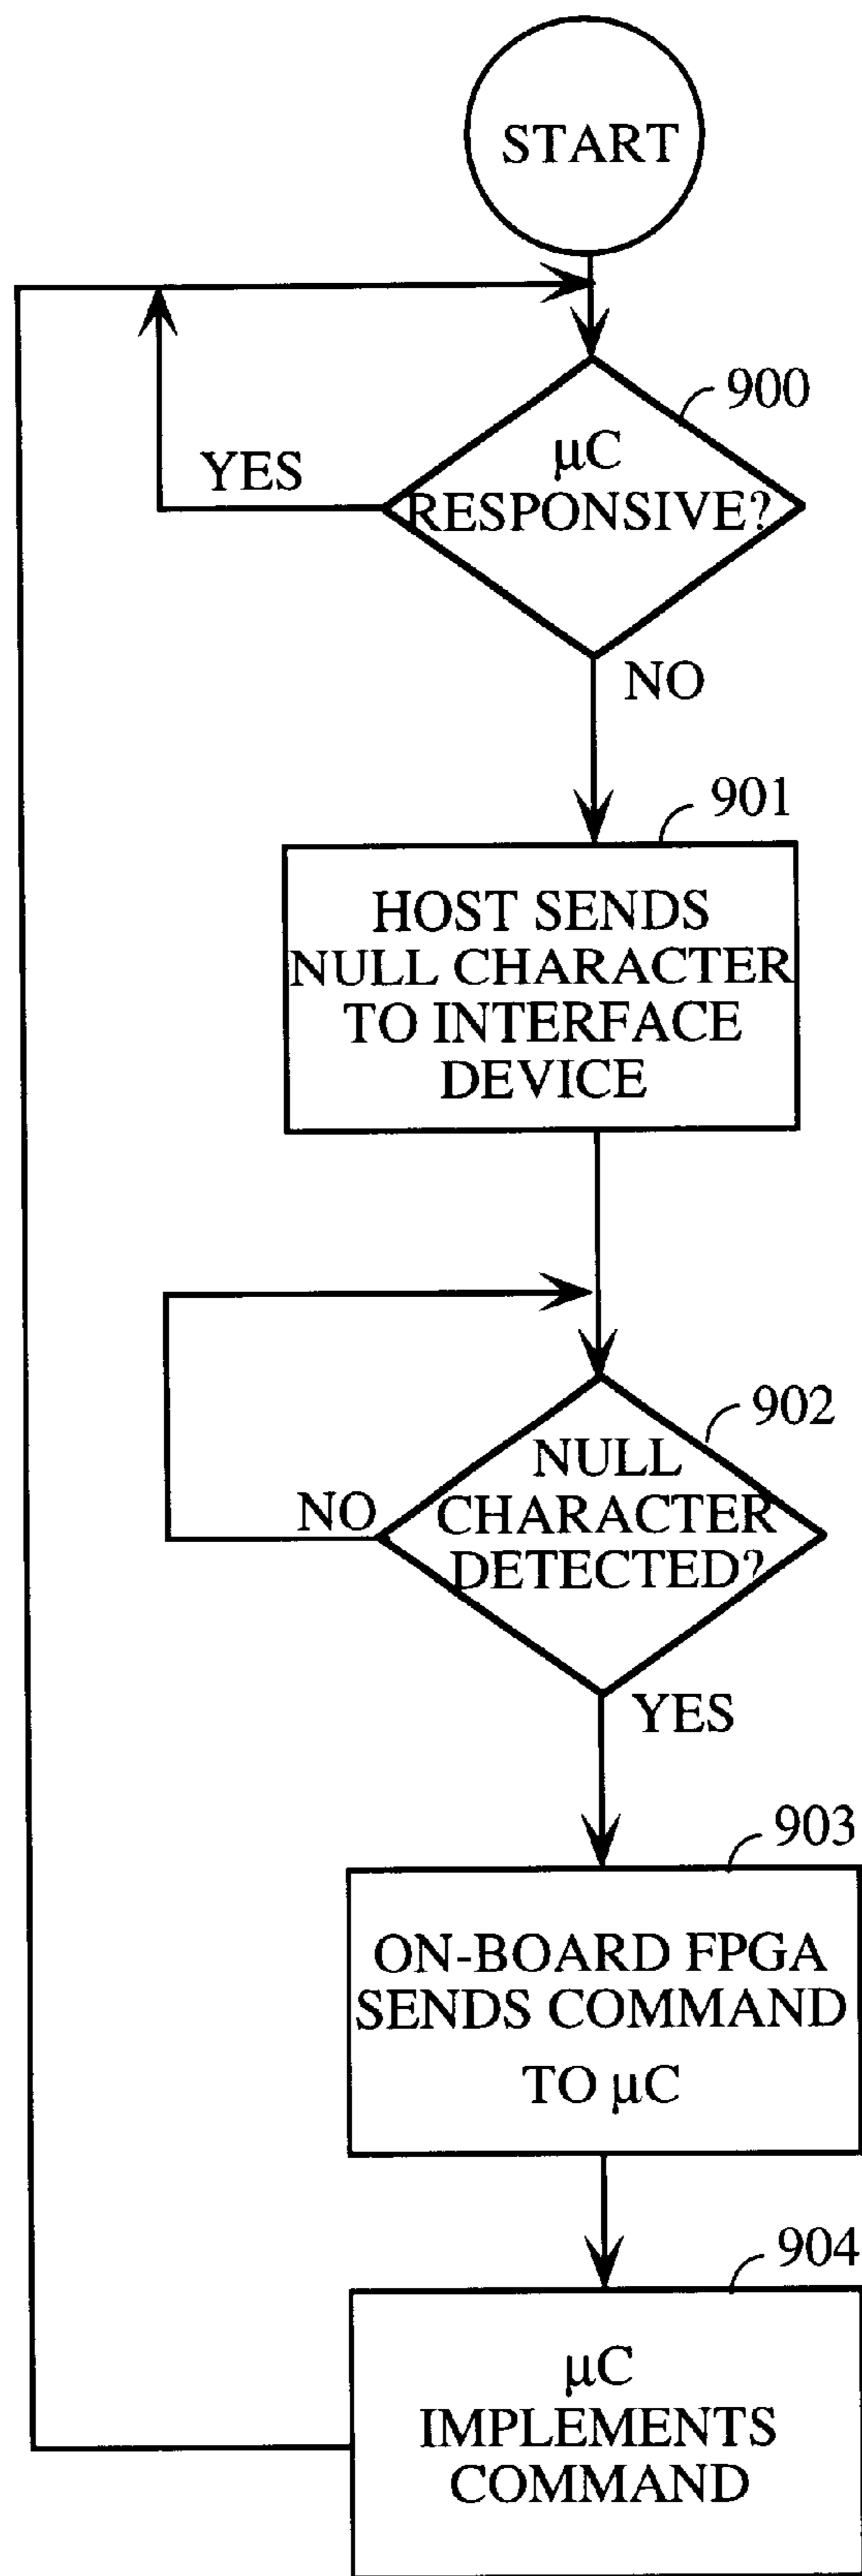 START
900
µC
RESPONSIVE?
YES
NO
901
HOST SENDS
NULL CHARACTER
TO INTERFACE
DEVICE
902
NULL
CHARACTER
DETECTED?
NO
YES
903
ON-BOARD FPGA
SENDS COMMAND
TO µC
904
µC
IMPLEMENTS
COMMAND